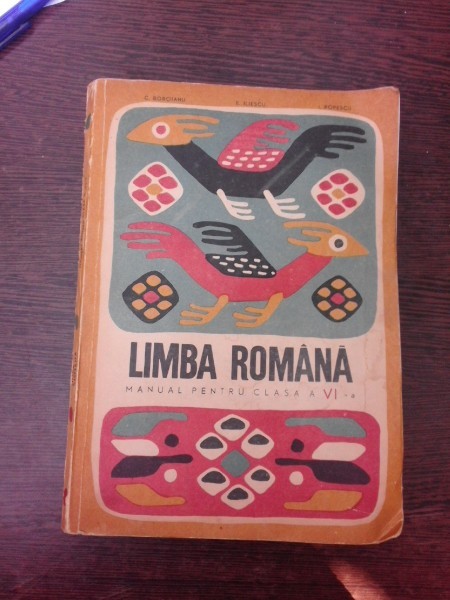 LIMBA ROMÂNĂ
MANUAL PENTRU CLASA A VI-a